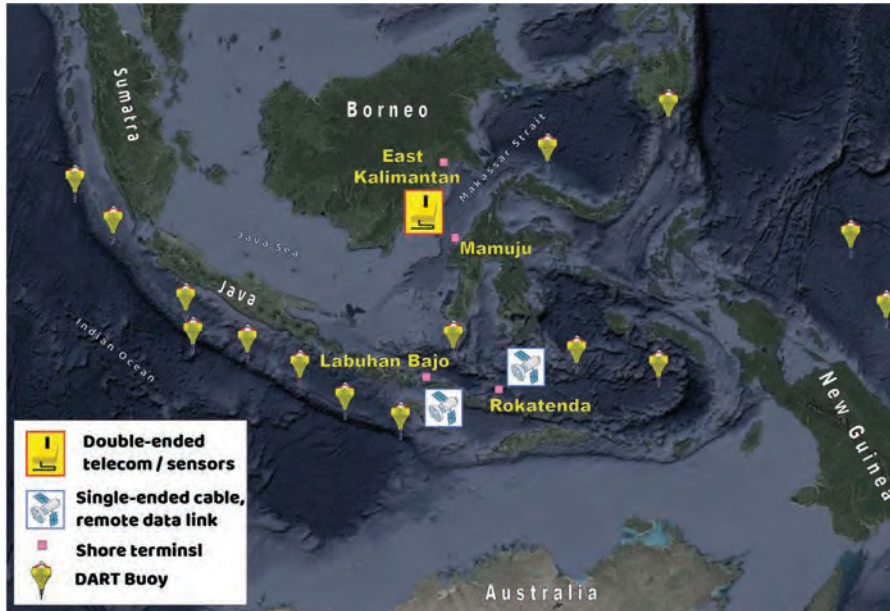 Sumatra
Borneo
East
Kalimantan
Makassar Strait
Mamuju
Java Sea
Java
Indian Ocean
Labuhan Bajo
Rokatenda
New Guinea
Australia
Double-ended
telecom / sensors
Single-ended cable,
remote data link
Shore terminsl
DART Buoy